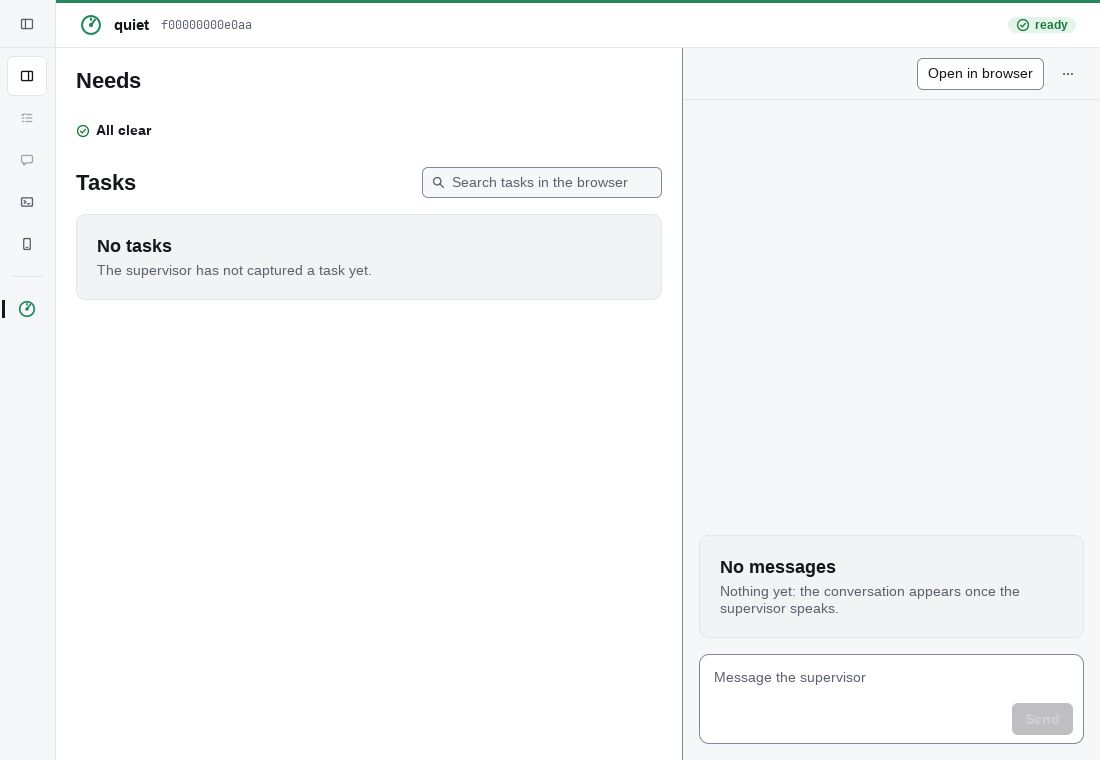 quiet f00000000e0aa
ready
Needs
All clear
Tasks
Search tasks in the browser
No tasks
The supervisor has not captured a task yet.
Open in browser
No messages
Nothing yet: the conversation appears once the
supervisor speaks.
Message the supervisor
Send